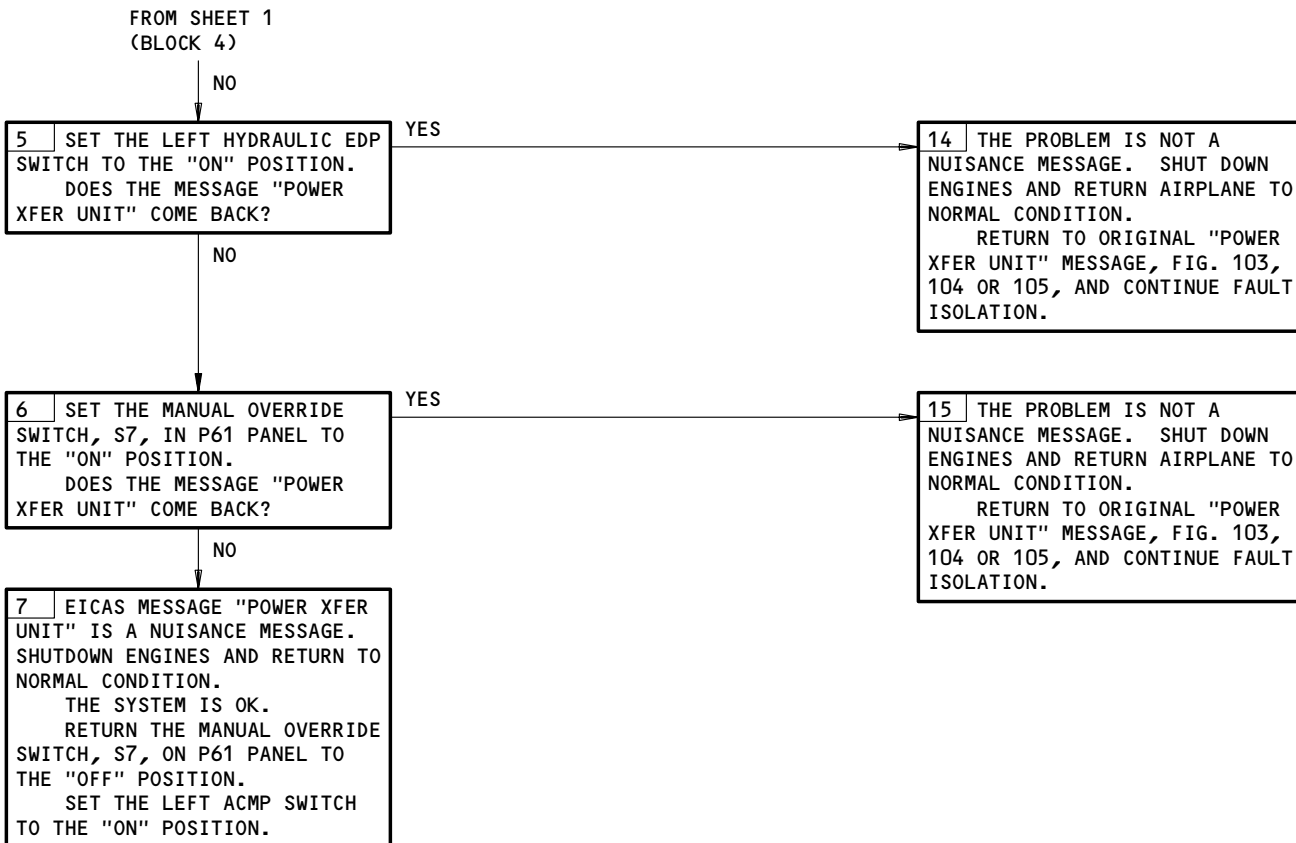 FROM SHEET 1
(BLOCK 4)
NO
5 SET THE LEFT HYDRAULIC EDP
SWITCH TO THE "ON" POSITION.
DOES THE MESSAGE "POWER
XFER UNIT" COME BACK?
YES
14 THE PROBLEM IS NOT A
NUISANCE MESSAGE. SHUT DOWN
ENGINES AND RETURN AIRPLANE TO
NORMAL CONDITION.
RETURN TO ORIGINAL "POWER
XFER UNIT" MESSAGE, FIG. 103,
104 OR 105, AND CONTINUE FAULT
ISOLATION.
NO
6 SET THE MANUAL OVERRIDE
SWITCH, S7, IN P61 PANEL TO
THE "ON" POSITION.
DOES THE MESSAGE "POWER
XFER UNIT" COME BACK?
YES
15 THE PROBLEM IS NOT A
NUISANCE MESSAGE. SHUT DOWN
ENGINES AND RETURN AIRPLANE TO
NORMAL CONDITION.
RETURN TO ORIGINAL "POWER
XFER UNIT" MESSAGE, FIG. 103,
104 OR 105, AND CONTINUE FAULT
ISOLATION.
NO
7 EICAS MESSAGE "POWER XFER
UNIT" IS A NUISANCE MESSAGE.
SHUTDOWN ENGINES AND RETURN TO
NORMAL CONDITION.
THE SYSTEM IS OK.
RETURN THE MANUAL OVERRIDE
SWITCH, S7, ON P61 PANEL TO
THE "OFF" POSITION.
SET THE LEFT ACMP SWITCH
TO THE "ON" POSITION.